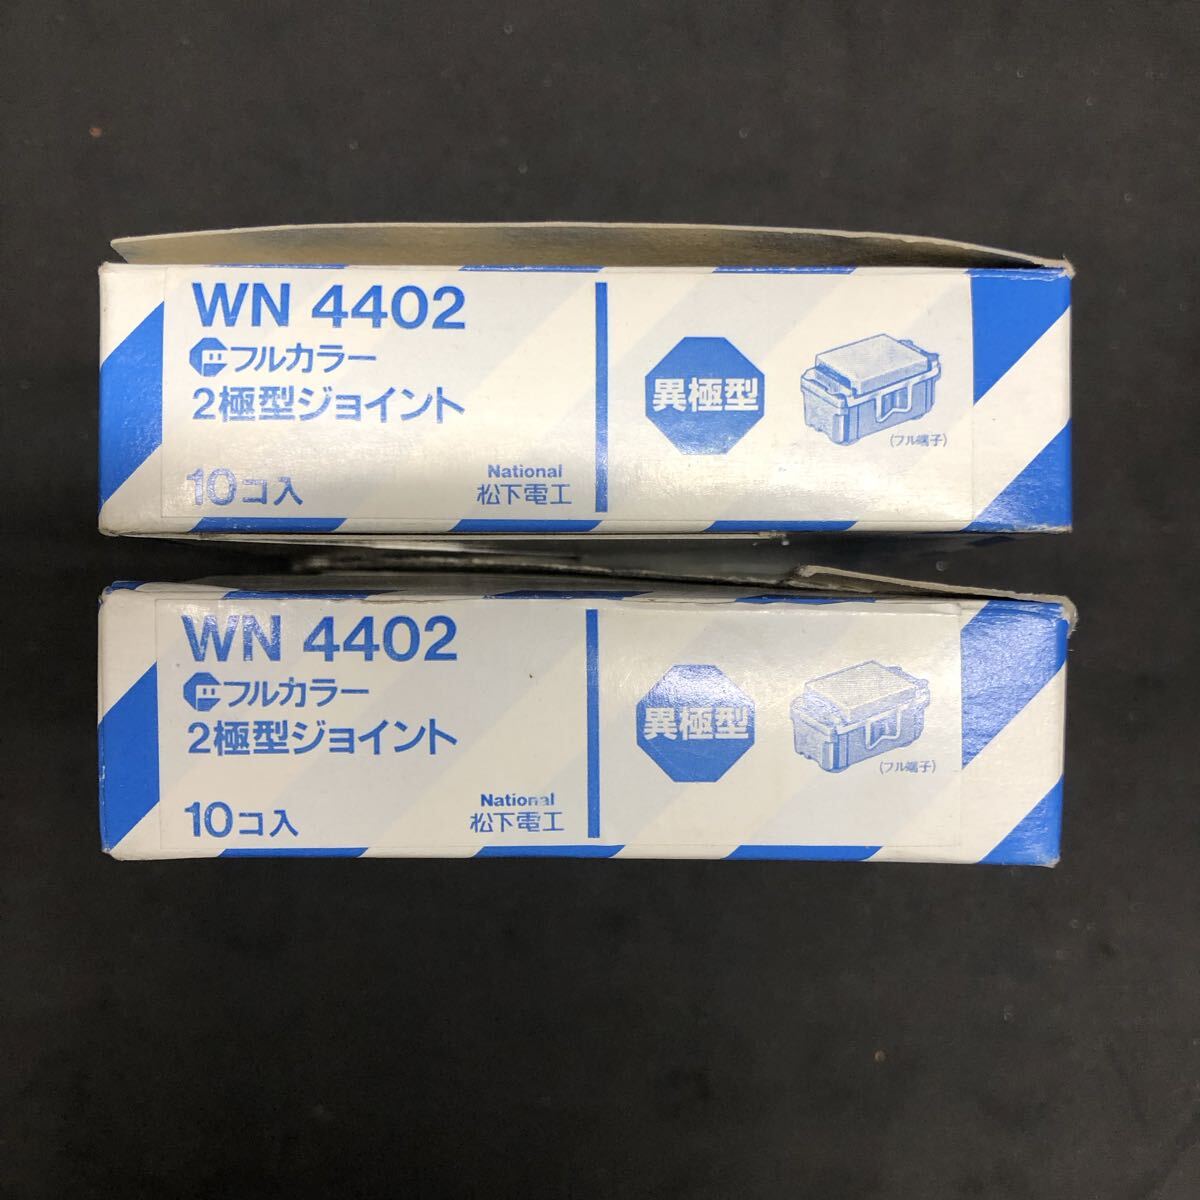 WN 4402
フルカラー
2極型ジョイント
10コ入
National
松下電工
異極型
(フル端子)
WN 4402
フルカラー
2極型ジョイント
10コ入
National
松下電工
異極型
(フル端子)